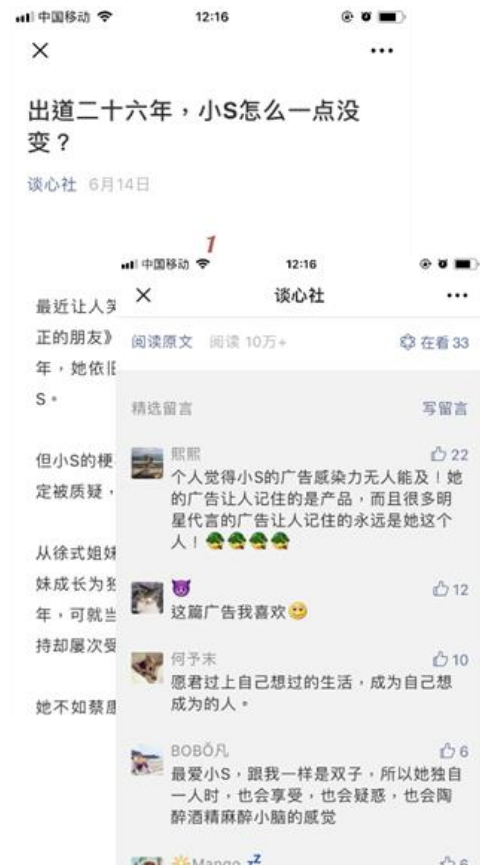 中国移动 12:16
出道二十六年，小S怎么一点没
变？
谈心社 6月14日
1
最近让人笑
正的朋友》
年，她依旧
S。
但小S的梗
定被质疑，
从徐式姐妹
妹成长为独
年，可就当
持却屡次受
她不如蔡康
中国移动 12:16
谈心社
阅读原文 阅读 10万+ 在看 33
精选留言 写留言
熙熙 22
个人觉得小S的广告感染力无人能及！她
的广告让人记住的是产品，而且很多明
星代言的广告让人记住的永远是她这个
人！
12
这篇广告我喜欢
何予末 10
愿君过上自己想过的生活，成为自己想
成为的人。
BOBŎ凡 6
最爱小S，跟我一样是双子，所以她独自
一人时，也会享受，也会疑惑，也会陶
醉酒精麻醉小脑的感觉
Mango 6